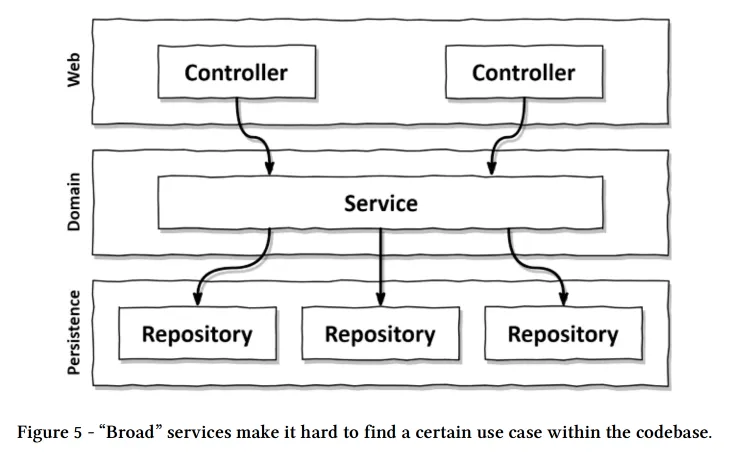 Web
Controller
Controller
Domain
Service
Persistence
Repository
Repository
Repository
Figure 5 - “Broad” services make it hard to find a certain use case within the codebase.